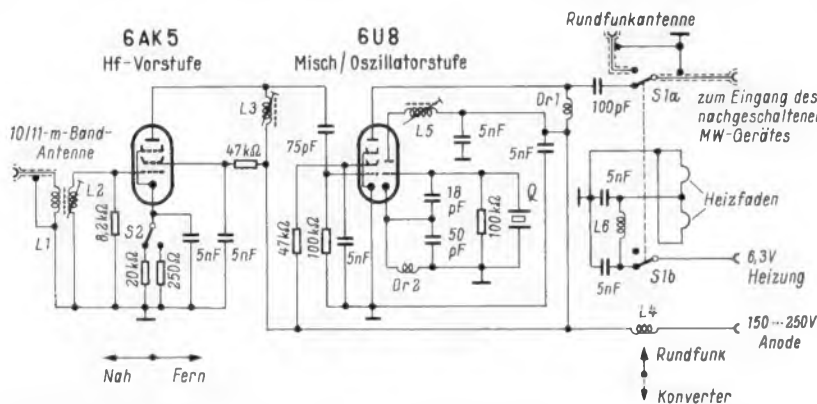 6AK5
Hf-Vorstufe
6U8
Misch/Oszillatorstufe
Rundfunkantenne
S1a
100pF
zum Eingang des
nachgeschalteten
MW-Gerätes
10/11-m-Band-
Antenne
L1
L2
8,2kΩ
S2
20kΩ
250Ω
5nF
5nF
47kΩ
L3
75pF
47kΩ
100kΩ
5nF
L5
5nF
18
pF
50
pF
Dr2
100kΩ
Q
5nF
Dr1
5nF
L6
5nF
Heizfaden
S1b
6,3V
Heizung
L4
150---250V
Anode
Nah
Fern
Rundfunk
Konverter